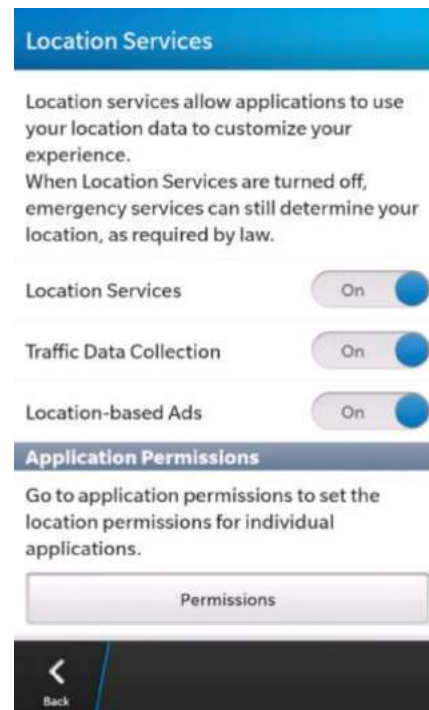 Location Services
Location services allow applications to use
your location data to customize your
experience.
When Location Services are turned off,
emergency services can still determine your
location, as required by law.
Location Services On
Traffic Data Collection On
Location-based Ads On
Application Permissions
Go to application permissions to set the
location permissions for individual
applications.
Permissions
Back